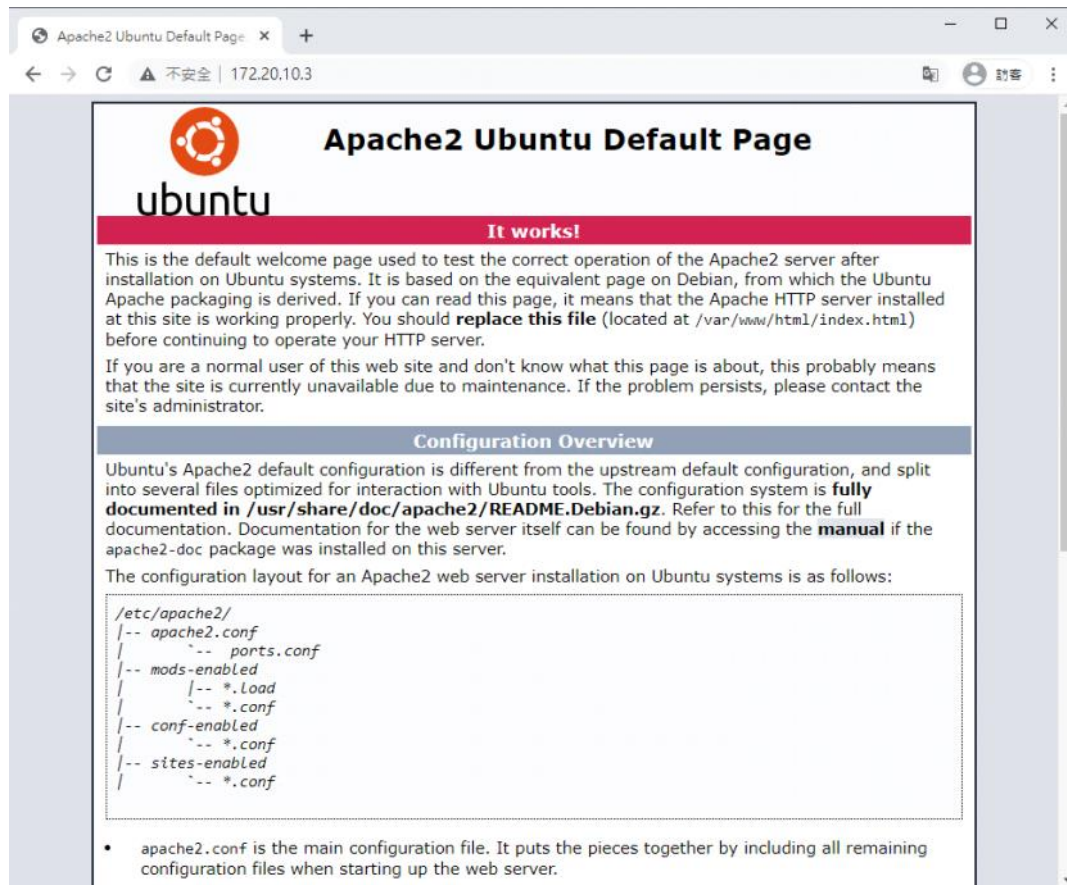 Apache2 Ubuntu Default Page
不安全 | 172.20.10.3
訪客
Apache2 Ubuntu Default Page
ubuntu
It works!
This is the default welcome page used to test the correct operation of the Apache2 server after
installation on Ubuntu systems. It is based on the equivalent page on Debian, from which the Ubuntu
Apache packaging is derived. If you can read this page, it means that the Apache HTTP server installed
at this site is working properly. You should replace this file (located at /var/www/html/index.html)
before continuing to operate your HTTP server.
If you are a normal user of this web site and don't know what this page is about, this probably means
that the site is currently unavailable due to maintenance. If the problem persists, please contact the
site's administrator.
Configuration Overview
Ubuntu's Apache2 default configuration is different from the upstream default configuration, and split
into several files optimized for interaction with Ubuntu tools. The configuration system is fully
documented in /usr/share/doc/apache2/README.Debian.gz. Refer to this for the full
documentation. Documentation for the web server itself can be found by accessing the manual if the
apache2-doc package was installed on this server.
The configuration layout for an Apache2 web server installation on Ubuntu systems is as follows:
/etc/apache2/
|-- apache2.conf
|       `--  ports.conf
|-- mods-enabled
|       |-- *.load
|       `-- *.conf
|-- conf-enabled
|       `-- *.conf
|-- sites-enabled
|       `-- *.conf
• apache2.conf is the main configuration file. It puts the pieces together by including all remaining
configuration files when starting up the web server.